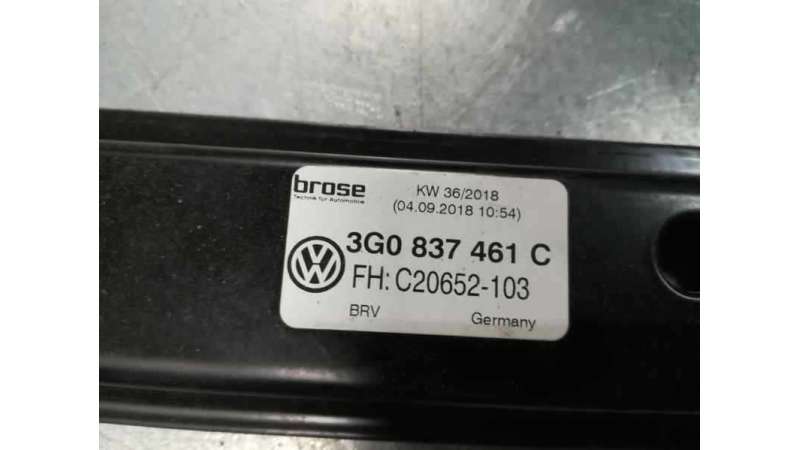 brose
Technik für Automobile
KW 36/2018
(04.09.2018 10:54)
3G0 837 461 C
FH: C20652-103
BRV Germany